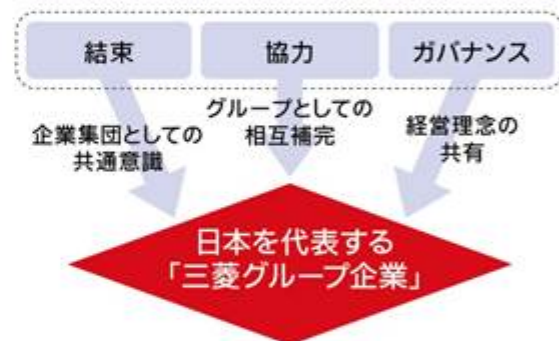 結束
協力
ガバナンス
企業集団としての
共通意識
グループとしての
相互補完
経営理念の
共有
日本を代表する
「三菱グループ企業」